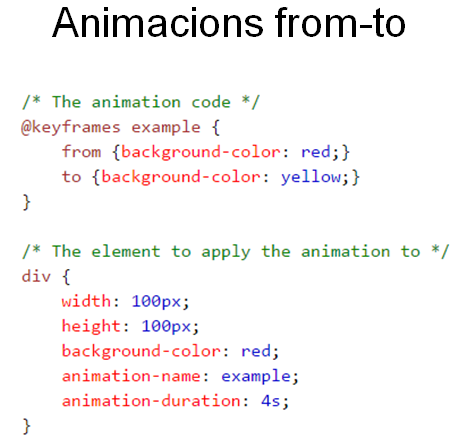 Animacions from-to
/* The animation code */
@keyframes example {
    from {background-color: red;}
    to {background-color: yellow;}
}
/* The element to apply the animation to */
div {
    width: 100px;
    height: 100px;
    background-color: red;
    animation-name: example;
    animation-duration: 4s;
}